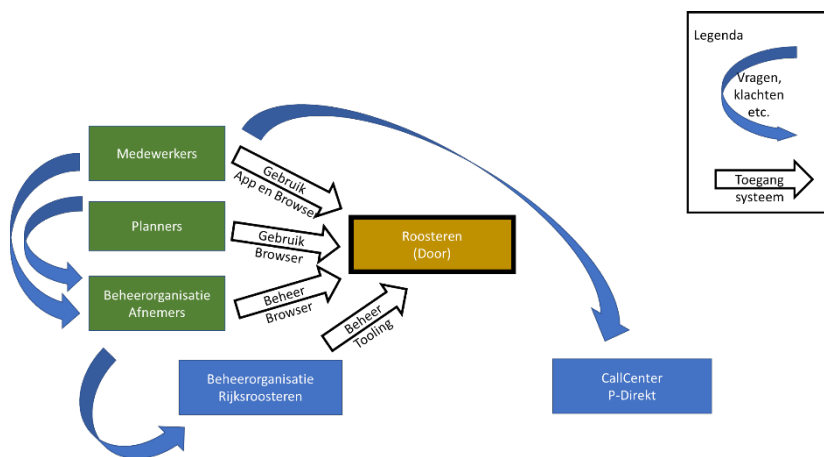 Legenda
Vragen,
klachten
etc.
Toegang
systeem
Medewerkers
Gebruik
App en Browser
Planners
Gebruik
Browser
Roosteren
(Door)
Beheerorganisatie
Afnemers
Beheer
Browser
Beheer
Tooling
Beheerorganisatie
Rijksroosteren
CallCenter
P-Direkt